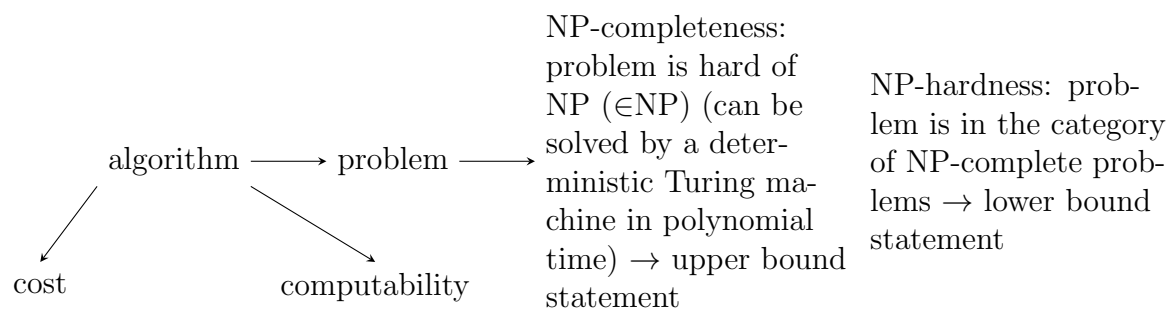 algorithm
problem
cost
computability
NP-completeness:
problem is hard of
NP (∈NP) (can be
solved by a deter-
ministic Turing ma-
chine in polynomial
time) → upper bound
statement
NP-hardness: prob-
lem is in the category
of NP-complete prob-
lems → lower bound
statement